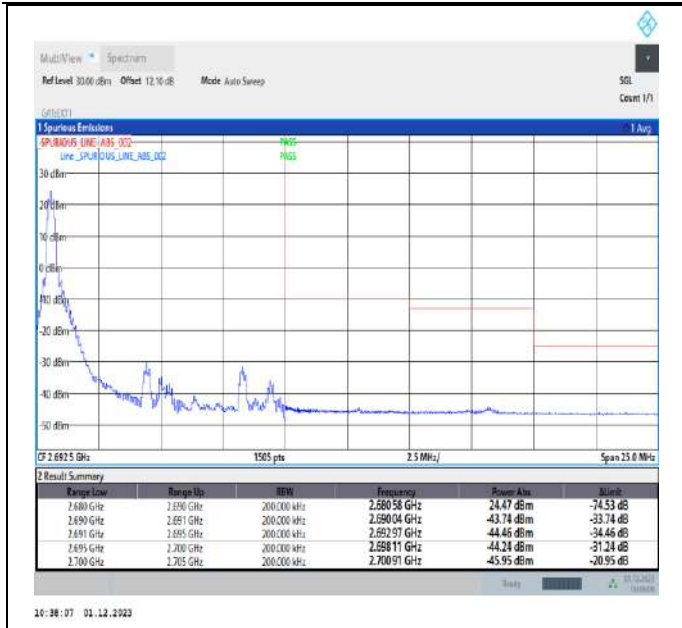 MultiView Spectrum
Ref Level 30.00 dBm Offset 12.10 dB Mode Auto Sweep SGL
Count 1/1
1 Spurious Emissions 1 Avg
SPURIOUS_LINE_ABS_002 PASS
Line _SPURIOUS_LINE_ABS_002 PASS
30 dBm
20 dBm
10 dBm
0 dBm
-10 dBm
-20 dBm
-30 dBm
-40 dBm
-50 dBm
CF 2.6925 GHz 1505 pts 2.5 MHz/ Span 25.0 MHz
2 Result Summary
Range Low Range Up RBW Frequency Power Abs ΔLimit
2.680 GHz 2.690 GHz 200.000 kHz 2.68058 GHz 24.47 dBm -74.53 dB
2.690 GHz 2.691 GHz 200.000 kHz 2.69004 GHz -43.74 dBm -33.74 dB
2.691 GHz 2.695 GHz 200.000 kHz 2.69297 GHz -44.46 dBm -34.46 dB
2.695 GHz 2.700 GHz 200.000 kHz 2.69811 GHz -44.24 dBm -31.24 dB
2.700 GHz 2.705 GHz 200.000 kHz 2.70091 GHz -45.95 dBm -20.95 dB
Ready 01.12.2023
10:38:07 01.12.2023